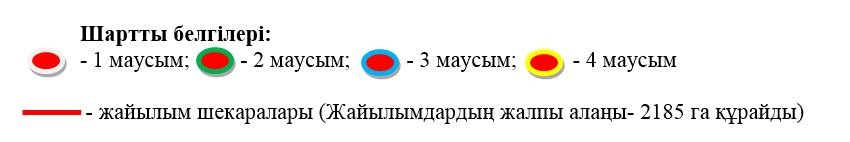 Шартты белгілері:
- 1 маусым; - 2 маусым; - 3 маусым; - 4 маусым
- жайылым шекаралары (Жайылымдардың жалпы алаңы- 2185 га құрайды)